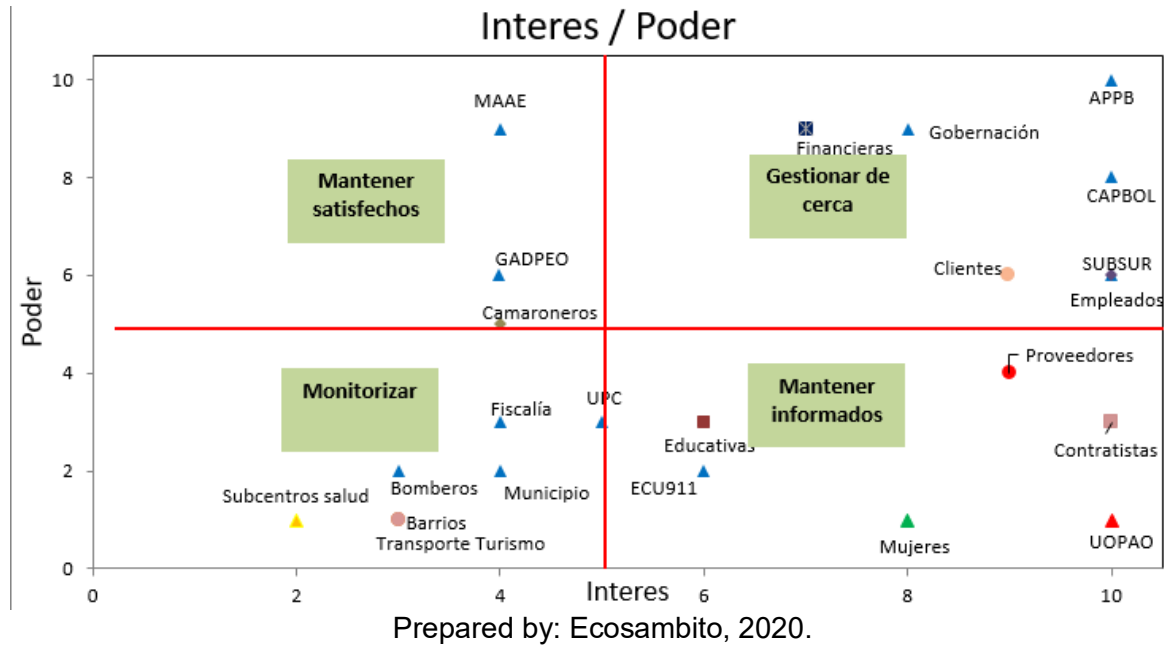 Interes / Poder
10
MAAE
APPB
Financieras
Gobernación
8
Mantener
satisfechos
Gestionar de
cerca
CAPBOL
GADPEO
Clientes
SUBSUR
6
Empleados
Camaroneros
Poder
Proveedores
4
Monitorizar
Mantener
informados
Fiscalía
UPC
Educativas
Contratistas
2
Bomberos
Municipio
ECU911
Subcentros salud
Barrios
Transporte Turismo
Mujeres
UOPAO
0
0
2
4
Interes
6
8
10
Prepared by: Ecosambito, 2020.